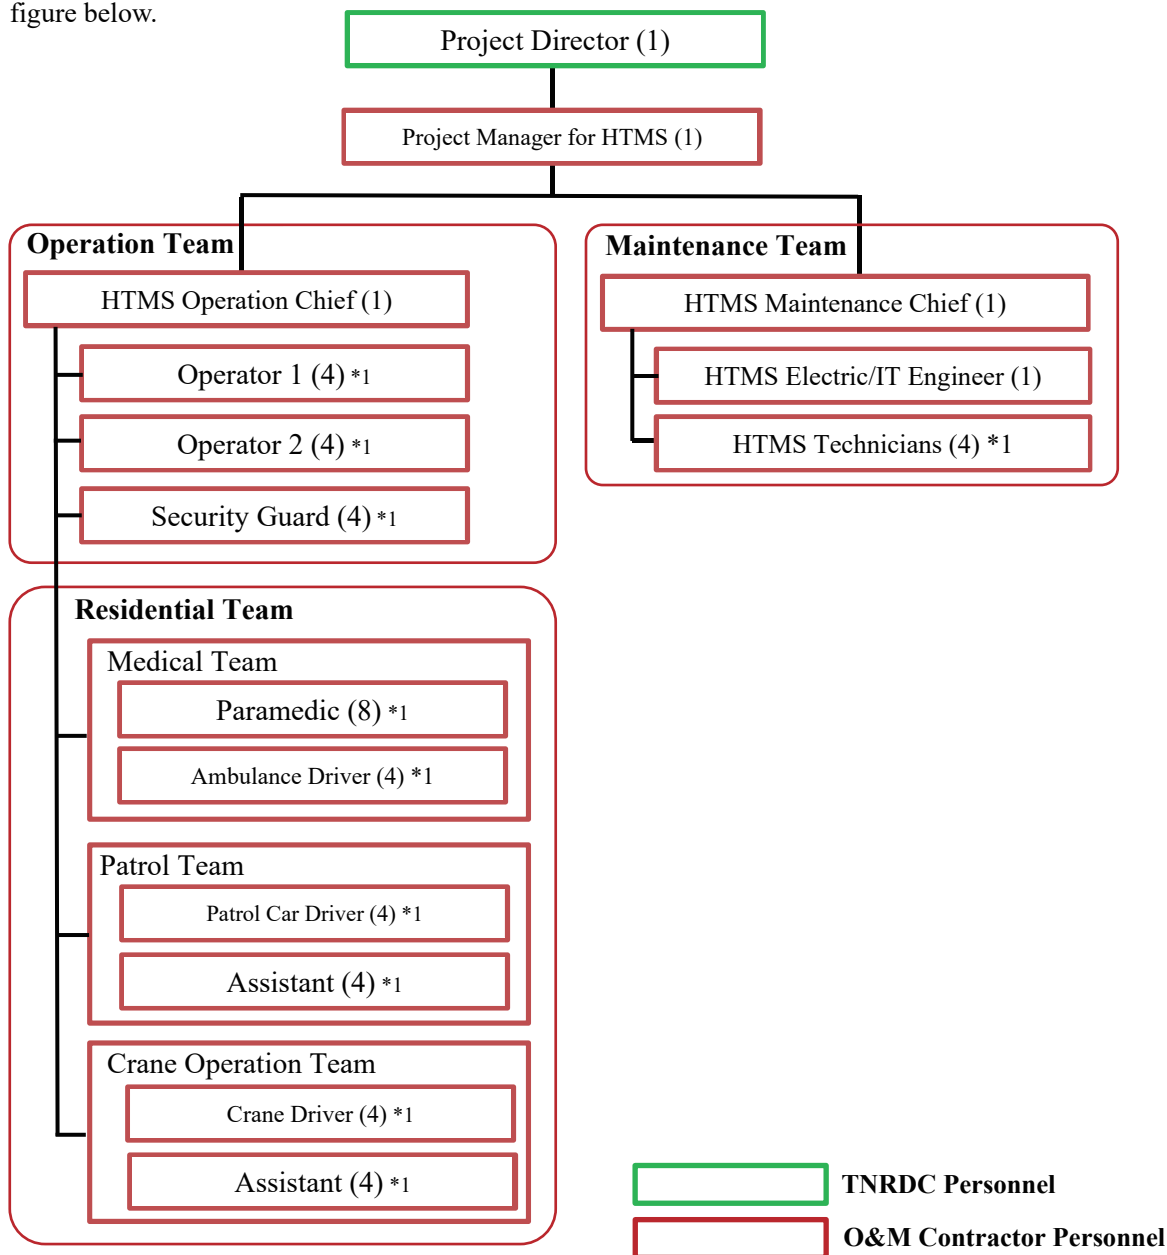 figure below.
Project Director (1)
Project Manager for HTMS (1)
Operation Team
HTMS Operation Chief (1)
Operator 1 (4) *1
Operator 2 (4) *1
Security Guard (4) *1
Maintenance Team
HTMS Maintenance Chief (1)
HTMS Electric/IT Engineer (1)
HTMS Technicians (4) *1
Residential Team
Medical Team
Paramedic (8) *1
Ambulance Driver (4) *1
Patrol Team
Patrol Car Driver (4) *1
Assistant (4) *1
Crane Operation Team
Crane Driver (4) *1
Assistant (4) *1
TNRDC Personnel
O&M Contractor Personnel